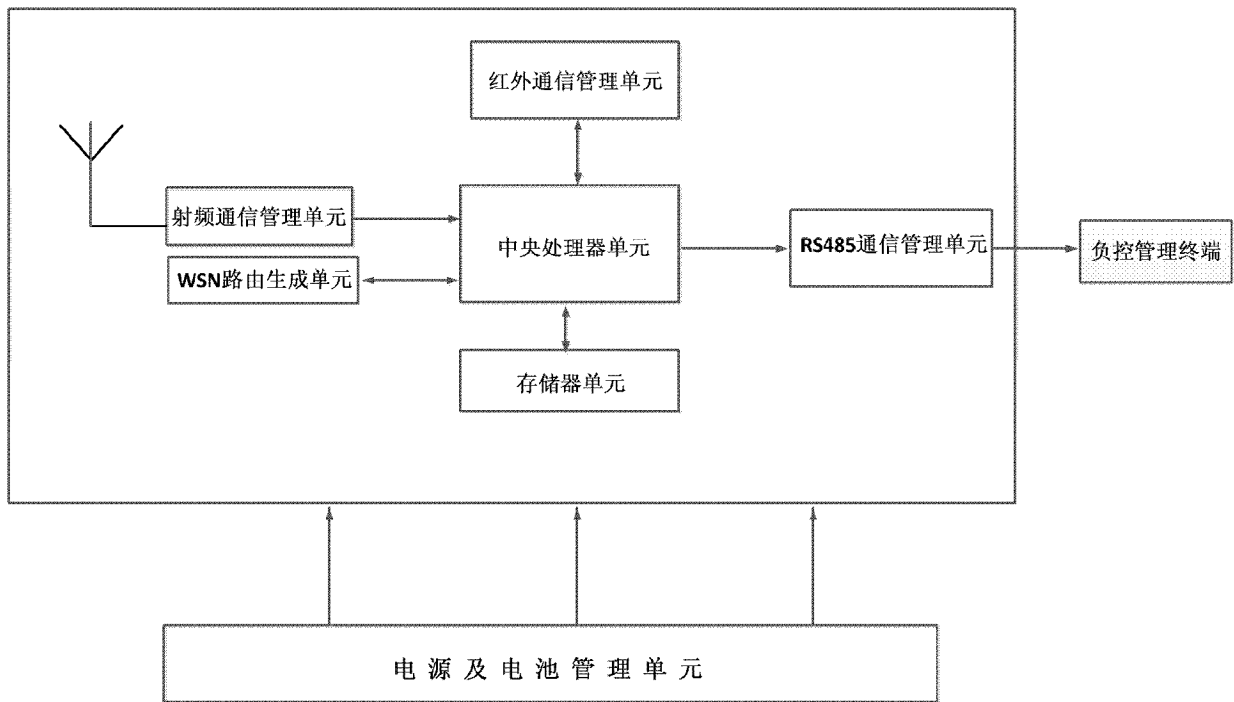 红外通信管理单元
射频通信管理单元
中央处理器单元
RS485通信管理单元
负控管理终端
WSN路由生成单元
存储器单元
电源及电池管理单元